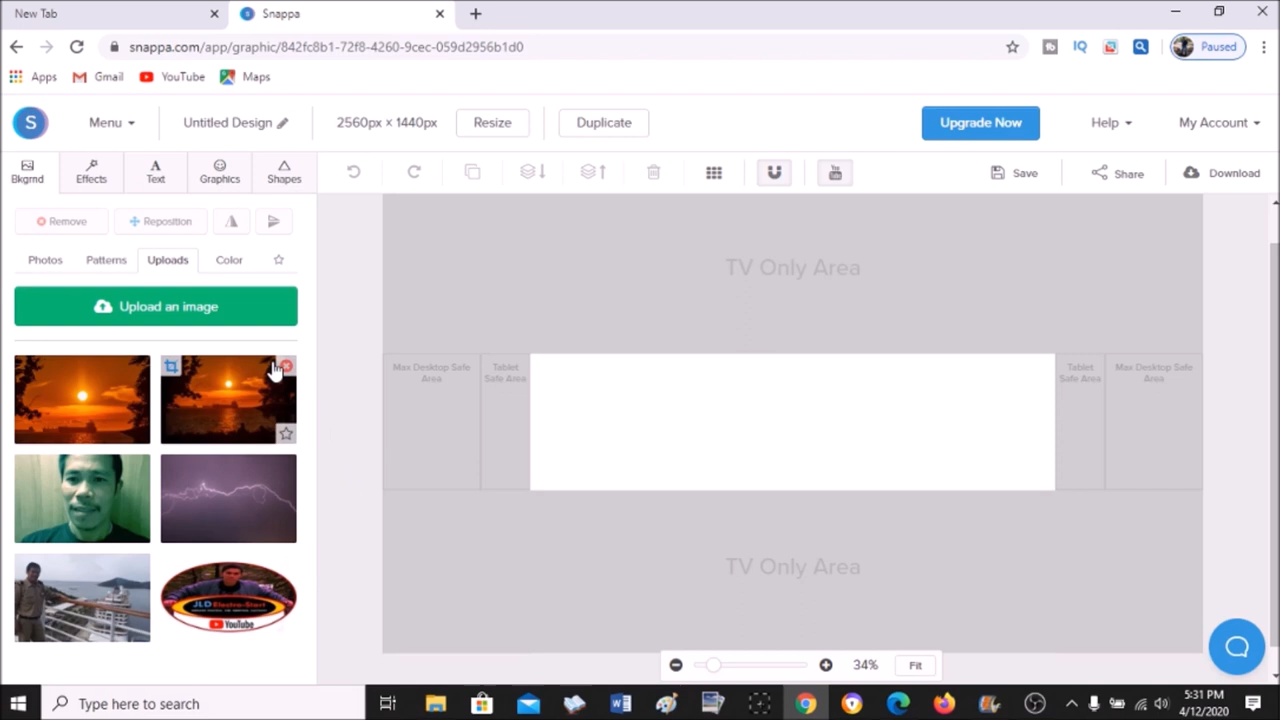 New Tab
Snappa
snappa.com/app/graphic/842fc8b1-72f8-4260-9cec-059d2956b1d0
IQ
Paused
Apps
Gmail
YouTube
Maps
S
Menu
Untitled Design
2560px × 1440px
Resize
Duplicate
Upgrade Now
Help
My Account
Bkgrnd
Effects
Text
Graphics
Shapes
Save
Share
Download
Remove
Reposition
Photos
Patterns
Uploads
Color
Upload an image
TV Only Area
Max Desktop Safe Area
Tablet Safe Area
Tablet Safe Area
Max Desktop Safe Area
TV Only Area
JLD Electro-Start
YouTube
34%
Fit
Type here to search
5:31 PM
4/12/2020